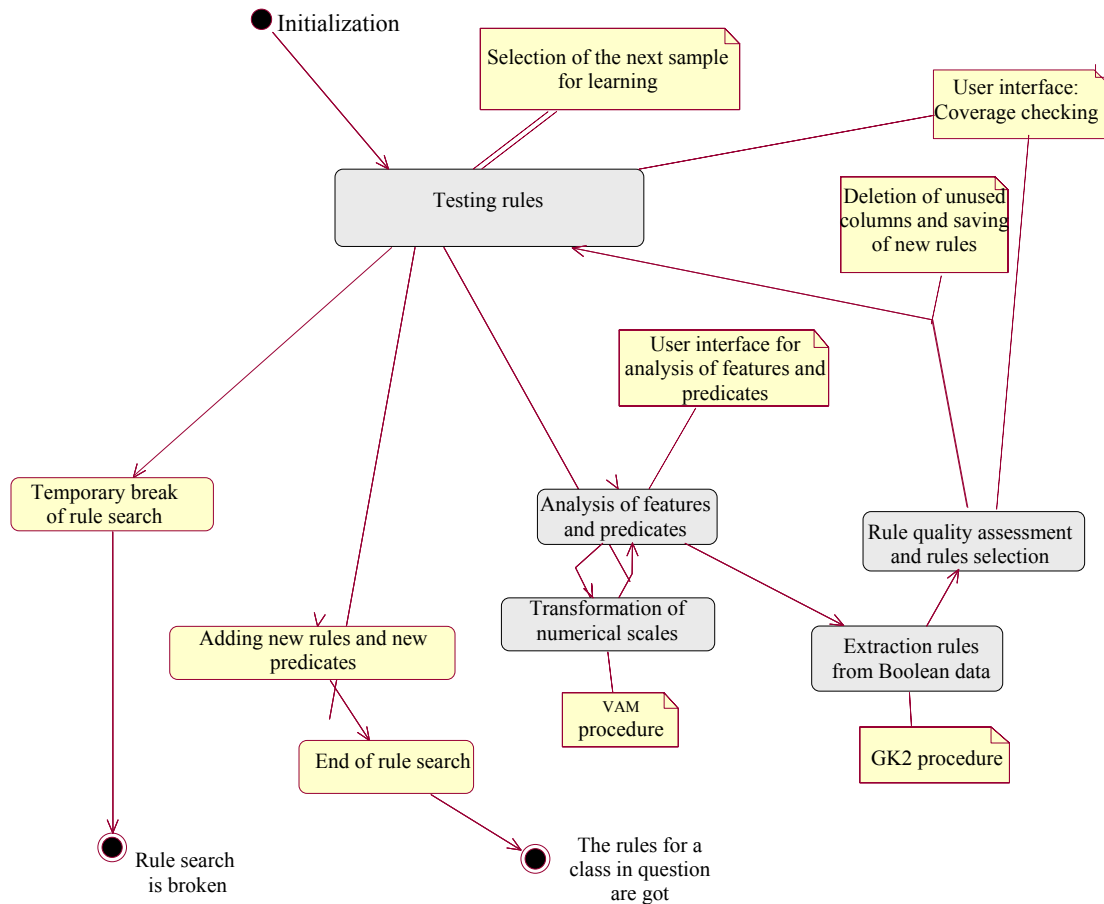 Initialization
Selection of the next sample
for learning
User interface:
Coverage checking
Testing rules
Deletion of unused
columns and saving
of new rules
User interface for
analysis of features and
predicates
Temporary break
of rule search
Analysis of features
and predicates
Rule quality assessment
and rules selection
Transformation of
numerical scales
Adding new rules and new
predicates
Extraction rules
from Boolean data
VAM
procedure
End of rule search
GK2 procedure
Rule search
is broken
The rules for a
class in question
are got